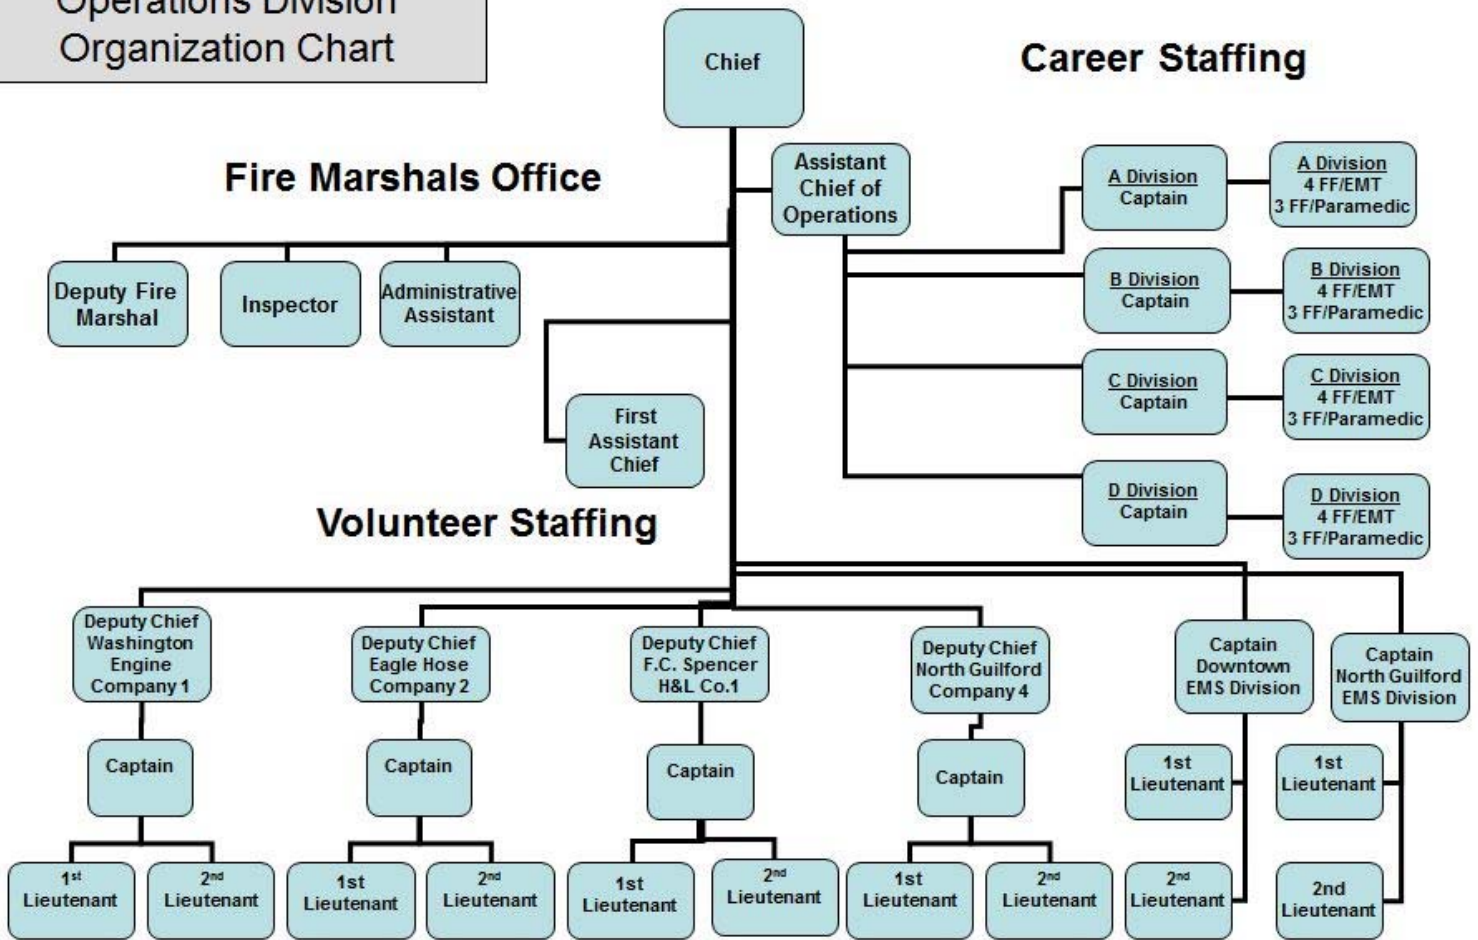 Operations Division
Organization Chart
Chief
Career Staffing
Fire Marshals Office
Assistant
Chief of
Operations
A Division
Captain
A Division
4 FF/EMT
3 FF/Paramedic
Deputy Fire
Marshal
Inspector
Administrative
Assistant
B Division
Captain
B Division
4 FF/EMT
3 FF/Paramedic
First
Assistant
Chief
C Division
Captain
C Division
4 FF/EMT
3 FF/Paramedic
D Division
Captain
D Division
4 FF/EMT
3 FF/Paramedic
Volunteer Staffing
Deputy Chief
Washington
Engine
Company 1
Deputy Chief
Eagle Hose
Company 2
Deputy Chief
F.C. Spencer
H&L Co.1
Deputy Chief
North Guilford
Company 4
Captain
Downtown
EMS Division
Captain
North Guilford
EMS Division
Captain
Captain
Captain
Captain
1st
Lieutenant
1st
Lieutenant
1st
Lieutenant
2nd
Lieutenant
1st
Lieutenant
2nd
Lieutenant
1st
Lieutenant
2nd
Lieutenant
1st
Lieutenant
2nd
Lieutenant
2nd
Lieutenant
2nd
Lieutenant